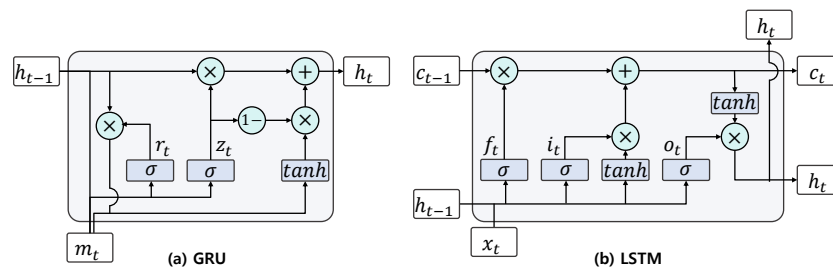 h_{t-1}
×
+
h_t
×
1−
×
r_t
z_t
σ
σ
tanh
m_t
(a) GRU
h_t
c_{t-1}
×
+
c_t
tanh
f_t
i_t
×
o_t
×
σ
σ
tanh
σ
h_t
h_{t-1}
x_t
(b) LSTM